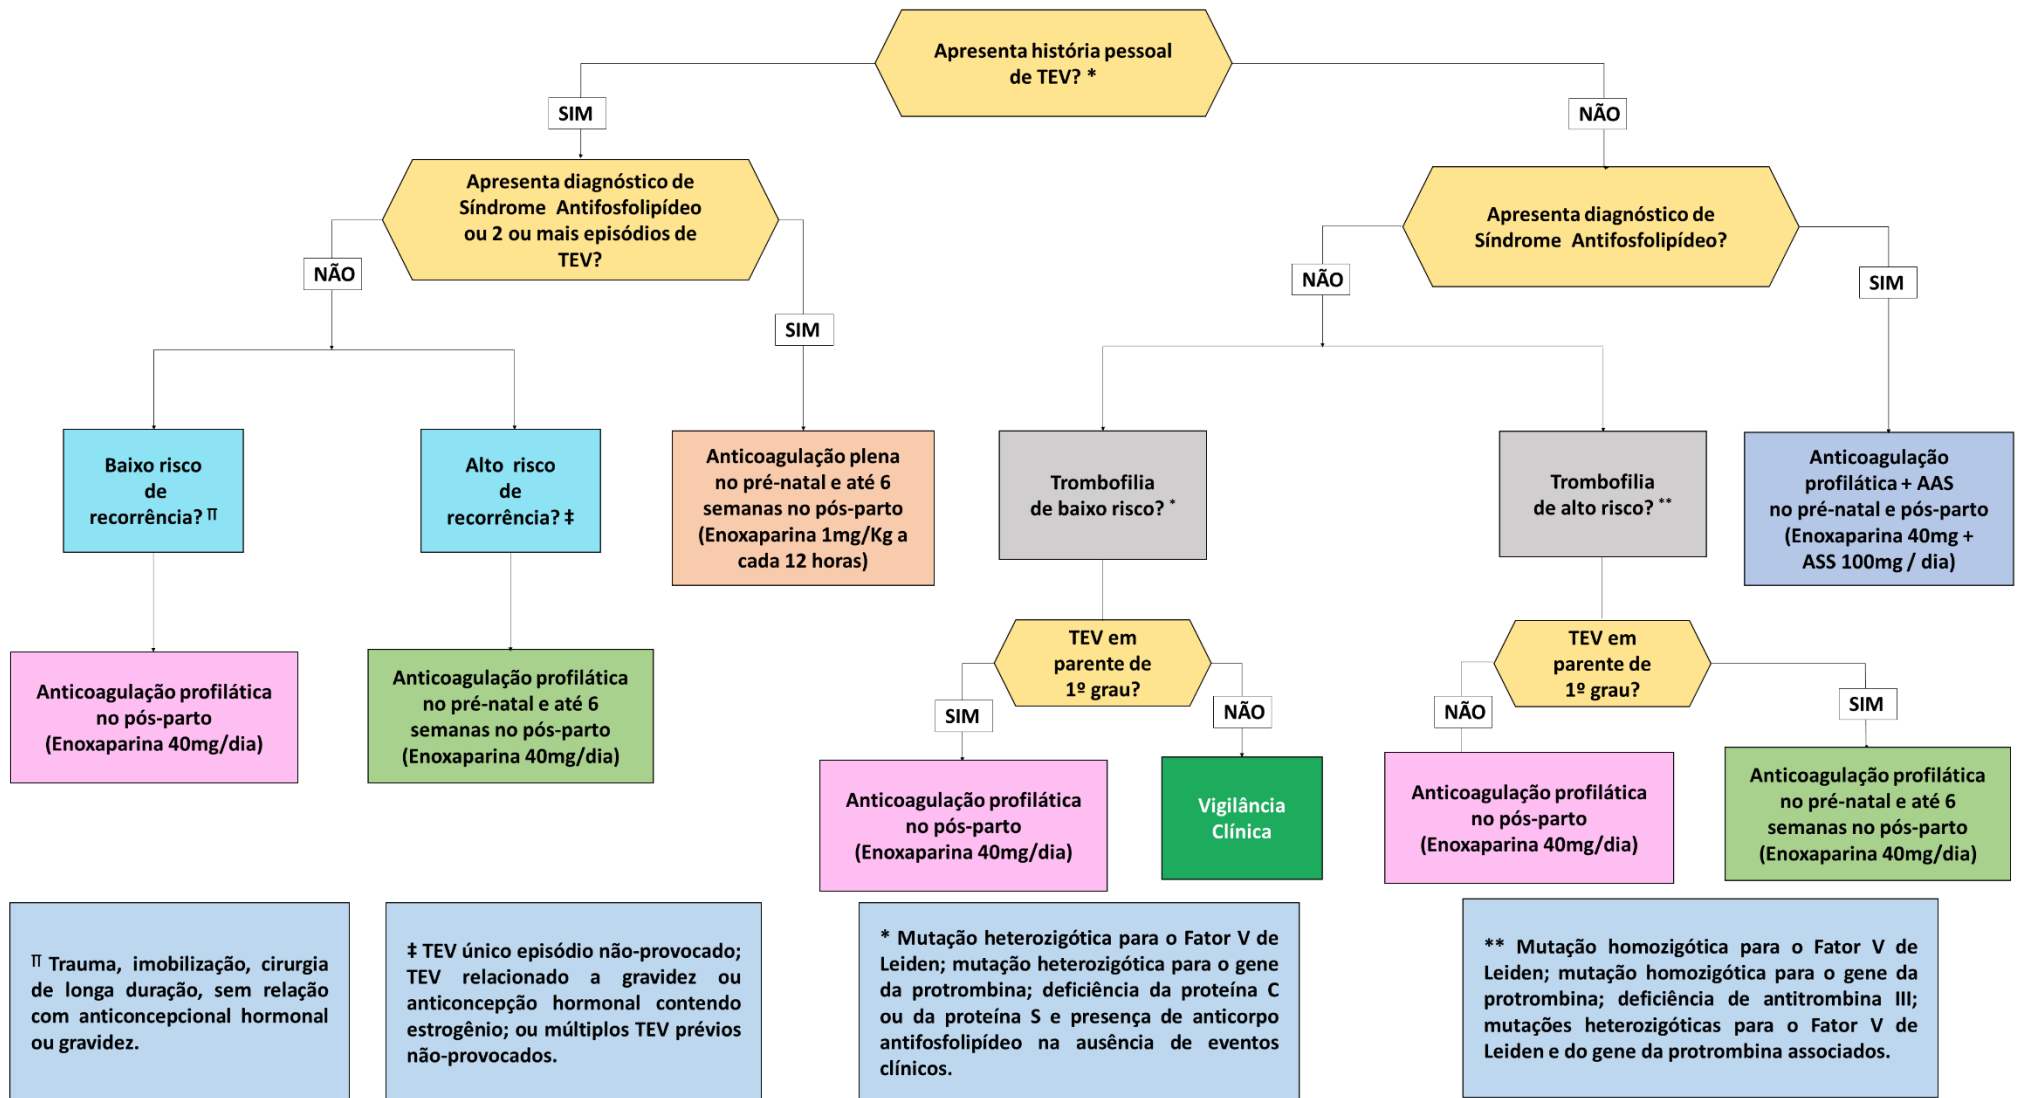 Apresenta história pessoal
de TEV? *
SIM
NÃO
Apresenta diagnóstico de
Síndrome Antifosfolipídeo
ou 2 ou mais episódios de
TEV?
Apresenta diagnóstico de
Síndrome Antifosfolipídeo?
NÃO
SIM
NÃO
SIM
Baixo risco
de
recorrência? ᴨ
Alto risco
de
recorrência? ‡
Anticoagulação plena
no pré-natal e até 6
semanas no pós-parto
(Enoxaparina 1mg/Kg a
cada 12 horas)
Trombofilia
de baixo risco? *
Trombofilia
de alto risco? **
Anticoagulação
profilática + AAS
no pré-natal e pós-parto
(Enoxaparina 40mg +
ASS 100mg / dia)
Anticoagulação profilática
no pós-parto
(Enoxaparina 40mg/dia)
Anticoagulação profilática
no pré-natal e até 6
semanas no pós-parto
(Enoxaparina 40mg/dia)
TEV em
parente de
1º grau?
SIM
NÃO
TEV em
parente de
1º grau?
NÃO
SIM
Anticoagulação profilática
no pós-parto
(Enoxaparina 40mg/dia)
Vigilância
Clínica
Anticoagulação profilática
no pós-parto
(Enoxaparina 40mg/dia)
Anticoagulação profilática
no pré-natal e até 6
semanas no pós-parto
(Enoxaparina 40mg/dia)
ᴨ Trauma, imobilização, cirurgia
de longa duração, sem relação
com anticoncepcional hormonal
ou gravidez.
‡ TEV único episódio não-provocado;
TEV relacionado a gravidez ou
anticoncepção hormonal contendo
estrogênio; ou múltiplos TEV prévios
não-provocados.
* Mutação heterozigótica para o Fator V de
Leiden; mutação heterozigótica para o gene
da protrombina; deficiência da proteína C
ou da proteína S e presença de anticorpo
antifosfolipídeo na ausência de eventos
clínicos.
** Mutação homozigótica para o Fator V de
Leiden; mutação homozigótica para o gene da
protrombina; deficiência de antitrombina III;
mutações heterozigóticas para o Fator V de
Leiden e do gene da protrombina associados.